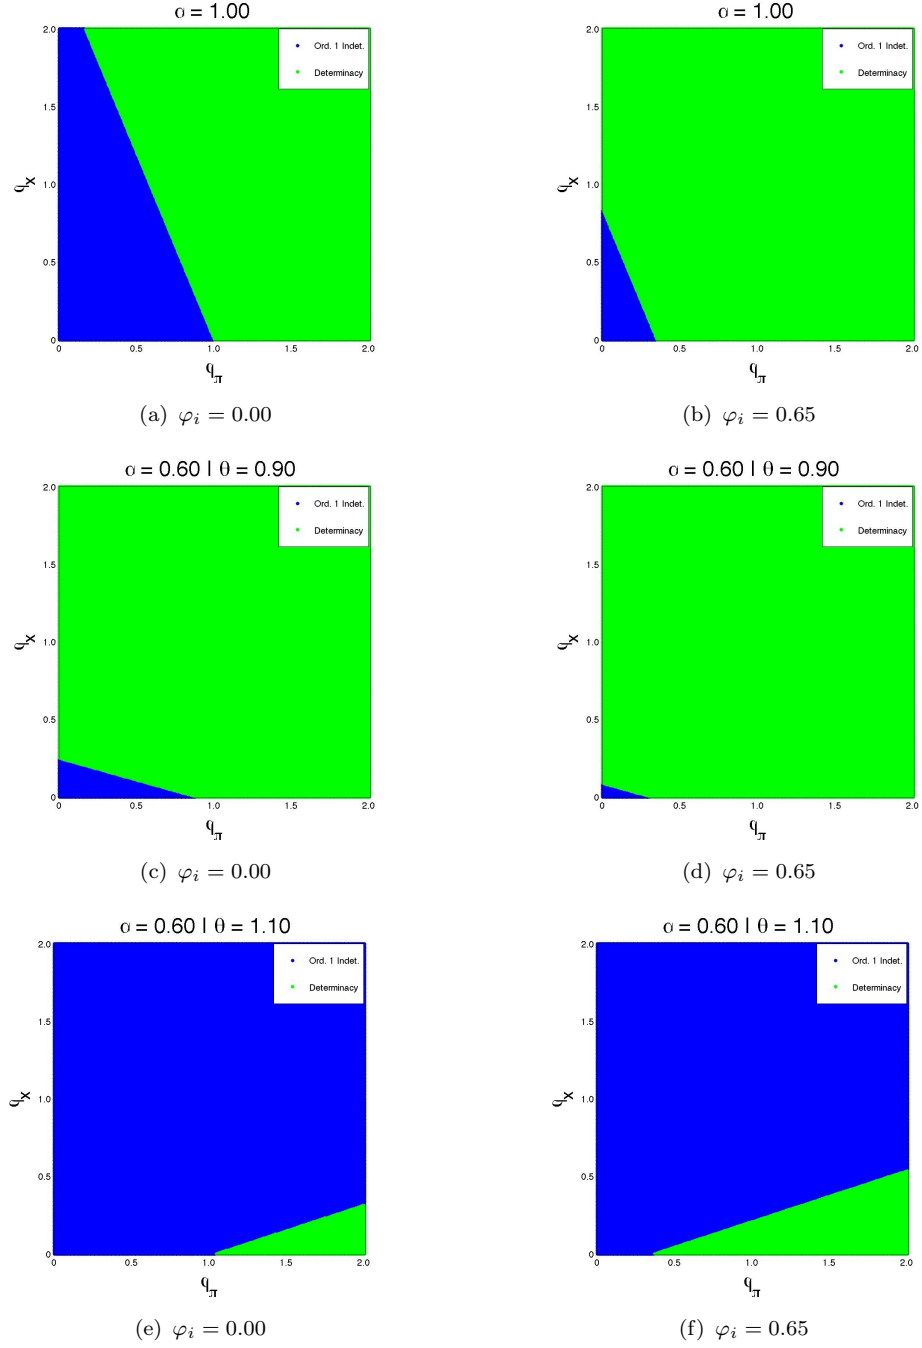 α = 1.00
2.0
1.5
1.0
0.5
0
0 0.5 1.0 1.5 2.0
qx
qπ
Ord. 1 Indet.
Determinacy
(a) φi = 0.00
α = 1.00
2.0
1.5
1.0
0.5
0
0 0.5 1.0 1.5 2.0
qx
qπ
Ord. 1 Indet.
Determinacy
(b) φi = 0.65
α = 0.60 | θ = 0.90
2.0
1.5
1.0
0.5
0
0 0.5 1.0 1.5 2.0
qx
qπ
Ord. 1 Indet.
Determinacy
(c) φi = 0.00
α = 0.60 | θ = 0.90
2.0
1.5
1.0
0.5
0
0 0.5 1.0 1.5 2.0
qx
qπ
Ord. 1 Indet.
Determinacy
(d) φi = 0.65
α = 0.60 | θ = 1.10
2.0
1.5
1.0
0.5
0
0 0.5 1.0 1.5 2.0
qx
qπ
Ord. 1 Indet.
Determinacy
(e) φi = 0.00
α = 0.60 | θ = 1.10
2.0
1.5
1.0
0.5
0
0 0.5 1.0 1.5 2.0
qx
qπ
Ord. 1 Indet.
Determinacy
(f) φi = 0.65